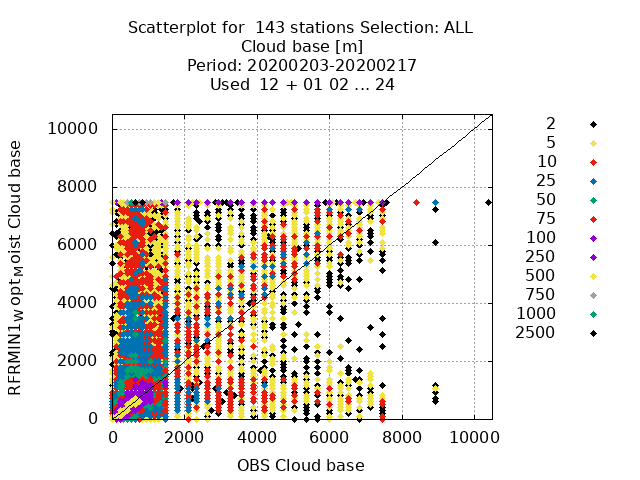 Scatterplot for  143 stations Selection: ALL
Cloud base [m]
Period: 20200203-20200217
Used  12 + 01 02 ... 24
RFRMIN1_W opt_Moist Cloud base
10000
8000
6000
4000
2000
0
0 2000 4000 6000 8000 10000
OBS Cloud base
2
5
10
25
50
75
100
250
500
750
1000
2500